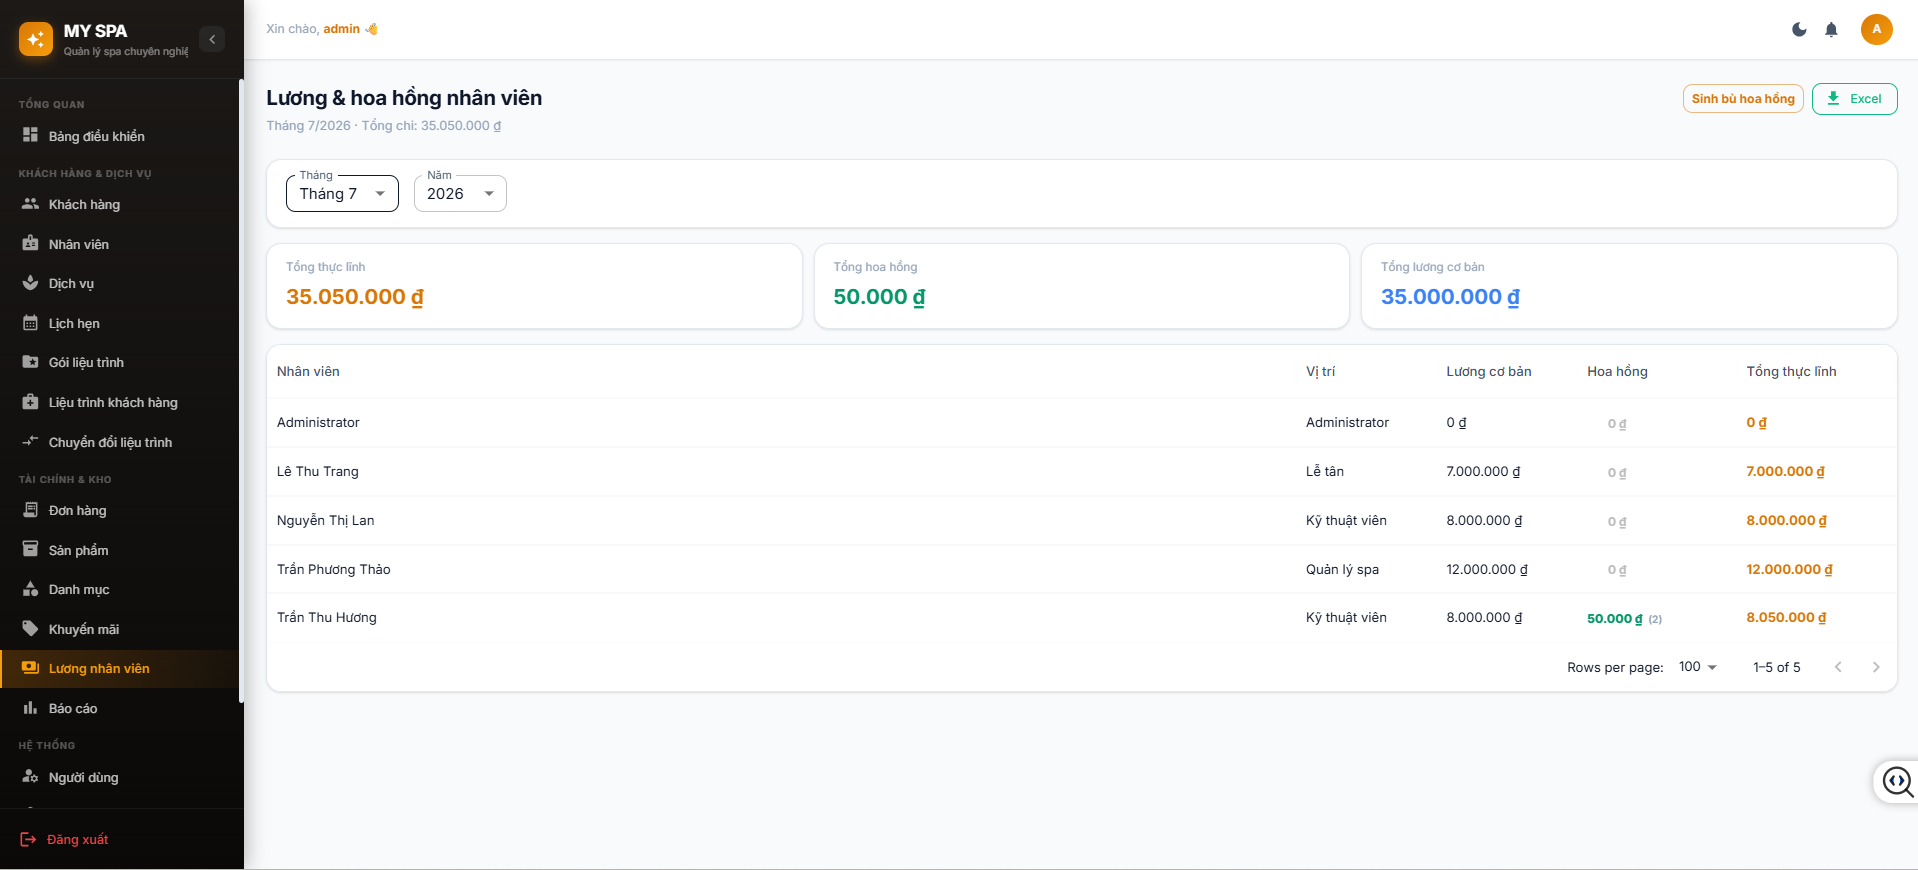 MY SPA
Quản lý spa chuyên nghiệ
Xin chào, admin 👋
A
TỔNG QUAN
Bảng điều khiển
KHÁCH HÀNG & DỊCH VỤ
Khách hàng
Nhân viên
Dịch vụ
Lịch hẹn
Gói liệu trình
Liệu trình khách hàng
Chuyển đổi liệu trình
TÀI CHÍNH & KHO
Đơn hàng
Sản phẩm
Danh mục
Khuyến mãi
Lương nhân viên
Báo cáo
HỆ THỐNG
Người dùng
Đăng xuất
Lương & hoa hồng nhân viên
Tháng 7/2026 · Tổng chi: 35.050.000 ₫
Sinh bù hoa hồng
Excel
Tháng
Tháng 7
Năm
2026
Tổng thực lĩnh
35.050.000 ₫
Tổng hoa hồng
50.000 ₫
Tổng lương cơ bản
35.000.000 ₫
Nhân viên Vị trí Lương cơ bản Hoa hồng Tổng thực lĩnh
Administrator Administrator 0 ₫ 0 ₫ 0 ₫
Lê Thu Trang Lễ tân 7.000.000 ₫ 0 ₫ 7.000.000 ₫
Nguyễn Thị Lan Kỹ thuật viên 8.000.000 ₫ 0 ₫ 8.000.000 ₫
Trần Phương Thảo Quản lý spa 12.000.000 ₫ 0 ₫ 12.000.000 ₫
Trần Thu Hương Kỹ thuật viên 8.000.000 ₫ 50.000 ₫ (2) 8.050.000 ₫
Rows per page: 100 1–5 of 5